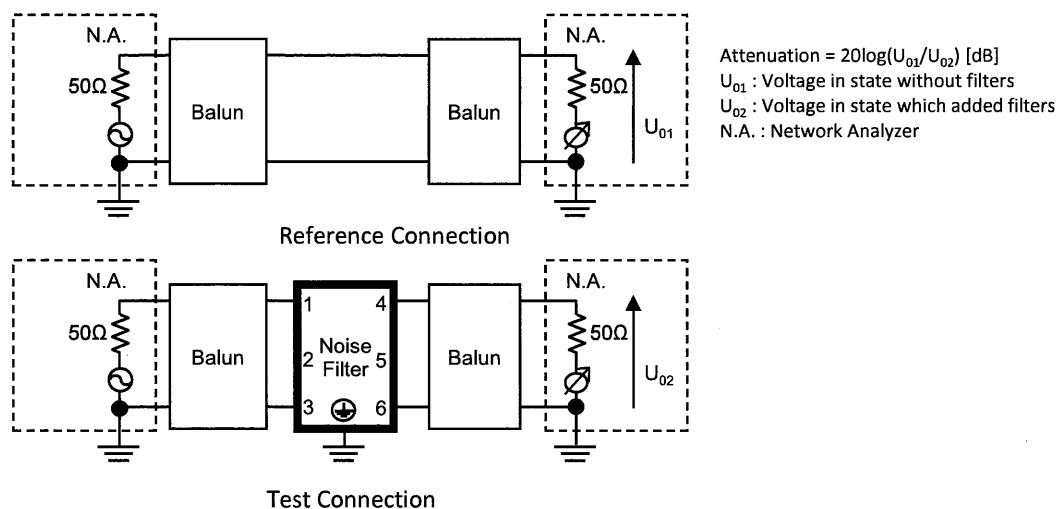 N.A.
50Ω
Balun
Balun
N.A.
50Ω
U01
Attenuation = 20log(U01/U02) [dB]
U01 : Voltage in state without filters
U02 : Voltage in state which added filters
N.A. : Network Analyzer
Reference Connection
N.A.
50Ω
Balun
1 4
2 Noise Filter 5
3 6
Balun
N.A.
50Ω
U02
Test Connection